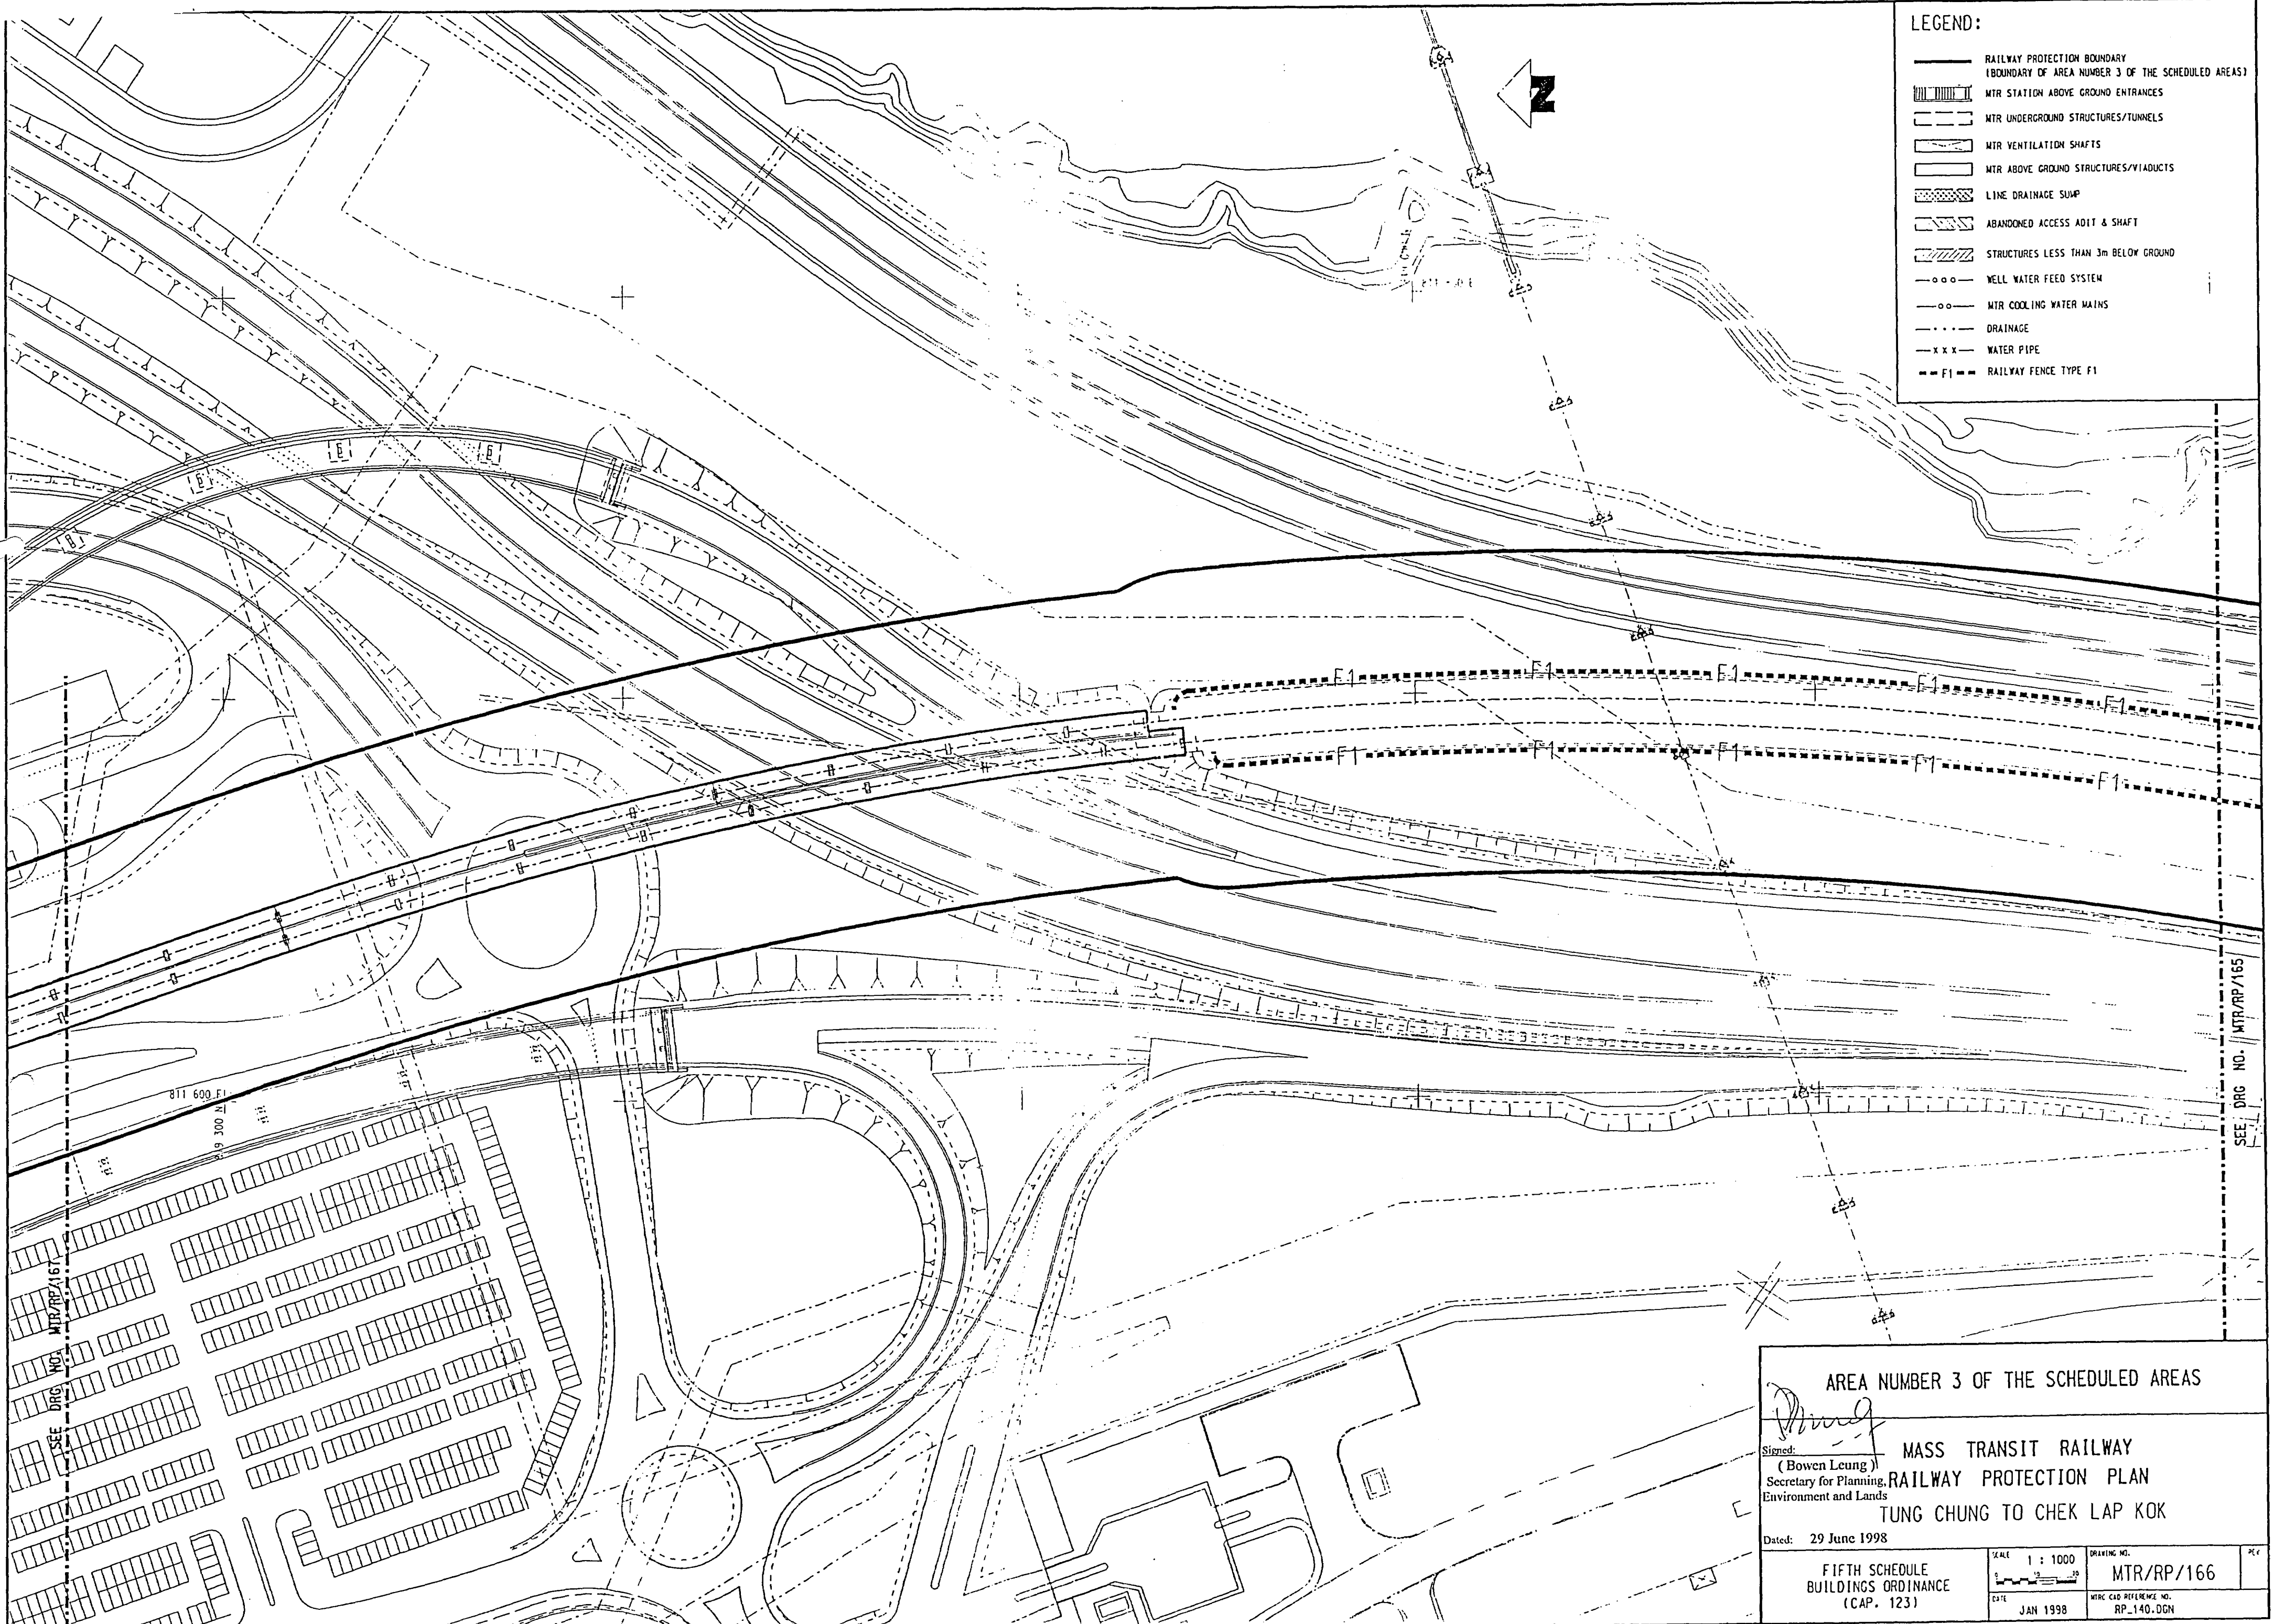 LEGEND:
RAILWAY PROTECTION BOUNDARY
(BOUNDARY OF AREA NUMBER 3 OF THE SCHEDULED AREAS)
MTR STATION ABOVE GROUND ENTRANCES
MTR UNDERGROUND STRUCTURES/TUNNELS
MTR VENTILATION SHAFTS
MTR ABOVE GROUND STRUCTURES/VIADUCTS
LINE DRAINAGE SUMP
ABANDONED ACCESS ADIT & SHAFT
STRUCTURES LESS THAN 3m BELOW GROUND
WELL WATER FEED SYSTEM
MTR COOLING WATER MAINS
DRAINAGE
x x x WATER PIPE
F1 RAILWAY FENCE TYPE F1
N
F1 F1 F1 F1 F1
F1 F1 F1 F1 F1
811 600 E
300 N
SEE DRG NO. MTR/RP/167
SEE DRG NO. MTR/RP/165
AREA NUMBER 3 OF THE SCHEDULED AREAS
Signed:
(Bowen Leung)
Secretary for Planning,
Environment and Lands
MASS TRANSIT RAILWAY
RAILWAY PROTECTION PLAN
TUNG CHUNG TO CHEK LAP KOK
Dated: 29 June 1998
FIFTH SCHEDULE
BUILDINGS ORDINANCE
(CAP. 123)
SCALE 1 : 1000
DATE
JAN 1998
DRAWING NO.
MTR/RP/166
REV
MTRC CAD REFERENCE NO.
RP_140.DGN